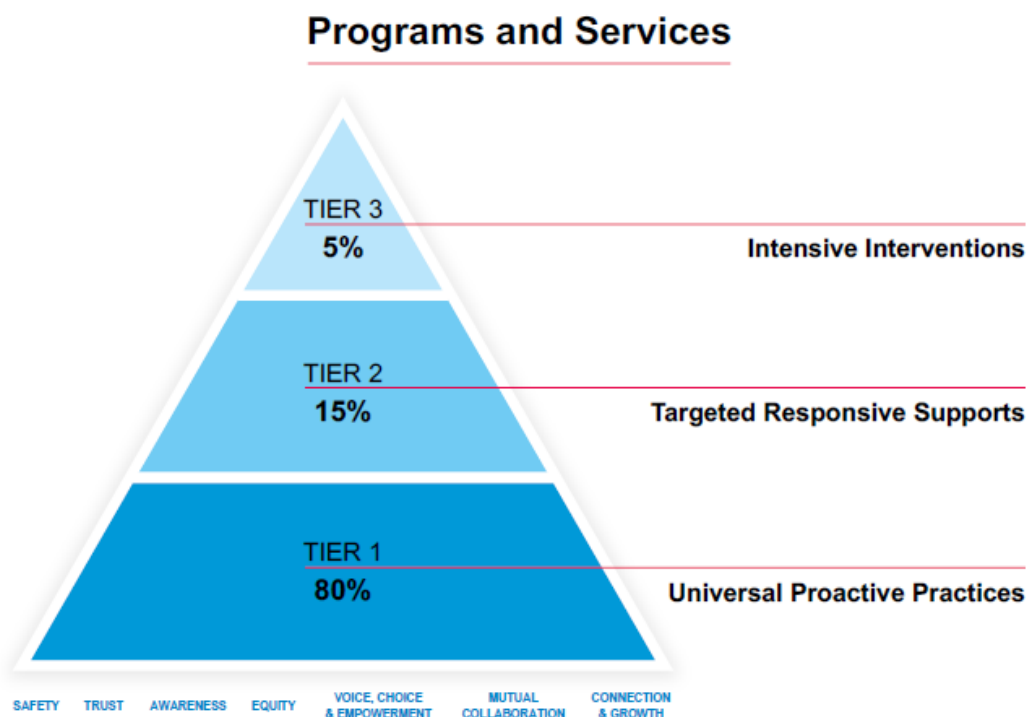 Programs and Services
TIER 3
5%
Intensive Interventions
TIER 2
15%
Targeted Responsive Supports
TIER 1
80%
Universal Proactive Practices
SAFETY
TRUST
AWARENESS
EQUITY
VOICE, CHOICE
& EMPOWERMENT
MUTUAL
COLLABORATION
CONNECTION
& GROWTH